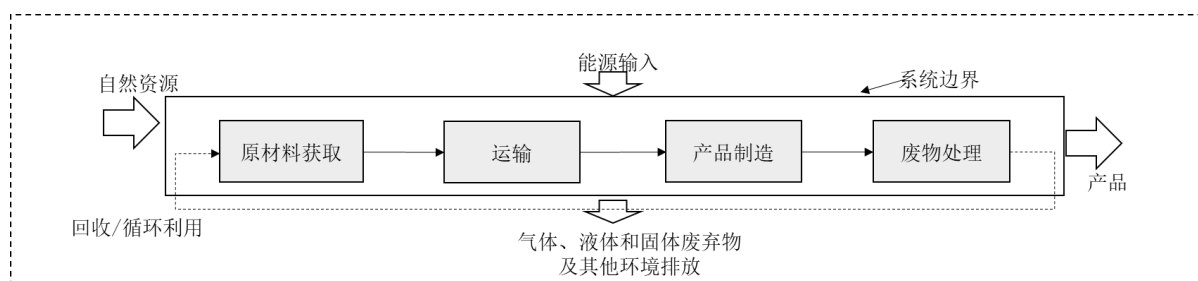 能源输入
自然资源
系统边界
原材料获取
运输
产品制造
废物处理
产品
回收/循环利用
气体、液体和固体废弃物
及其他环境排放